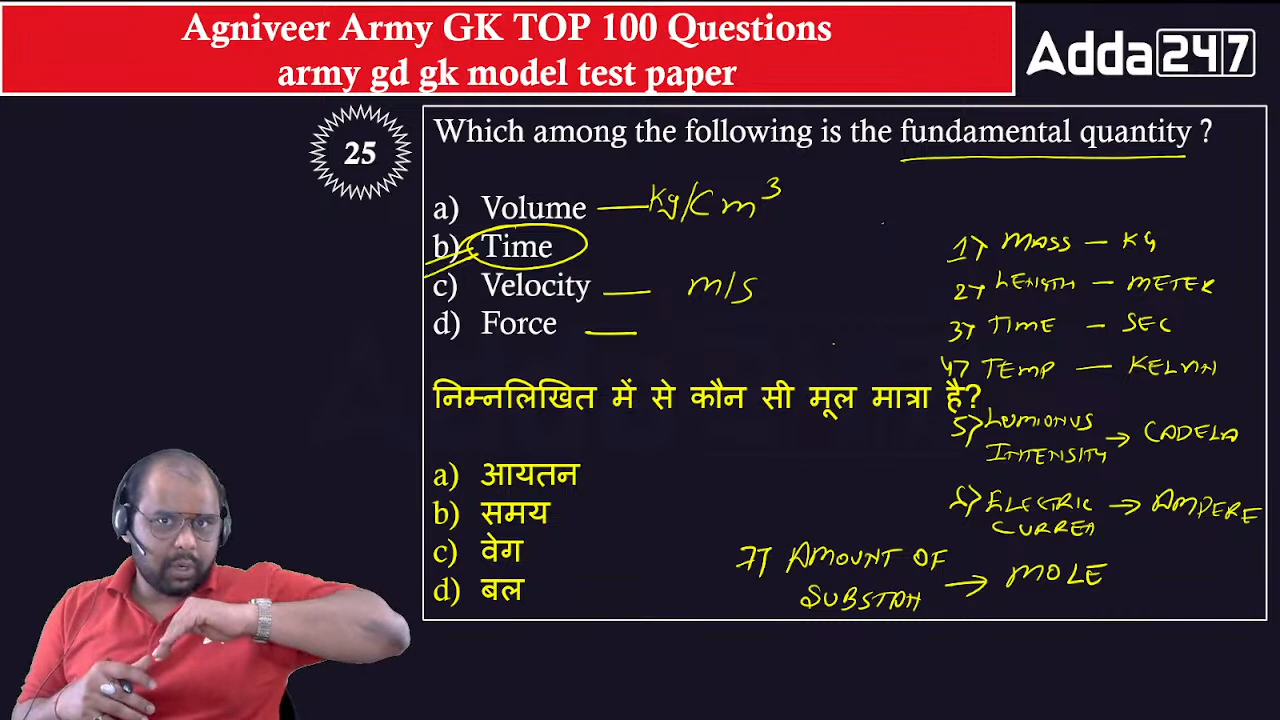 Agniveer Army GK TOP 100 Questions
army gd gk model test paper
Adda247
25
Which among the following is the fundamental quantity ?
a) Volume — Kg/Cm³
b) Time
c) Velocity — m/s
d) Force —
निम्नलिखित में से कौन सी मूल मात्रा है?
a) आयतन
b) समय
c) वेग
d) बल
1) MASS – KG
2) LENGTH – METER
3) TIME – SEC
4) TEMP — KELVIN
5) LUMIONUS
INTENSITY → CADELA
6) ELECTRIC → AMPERE
CURREN
7) AMOUNT OF
SUBSTAN → MOLE